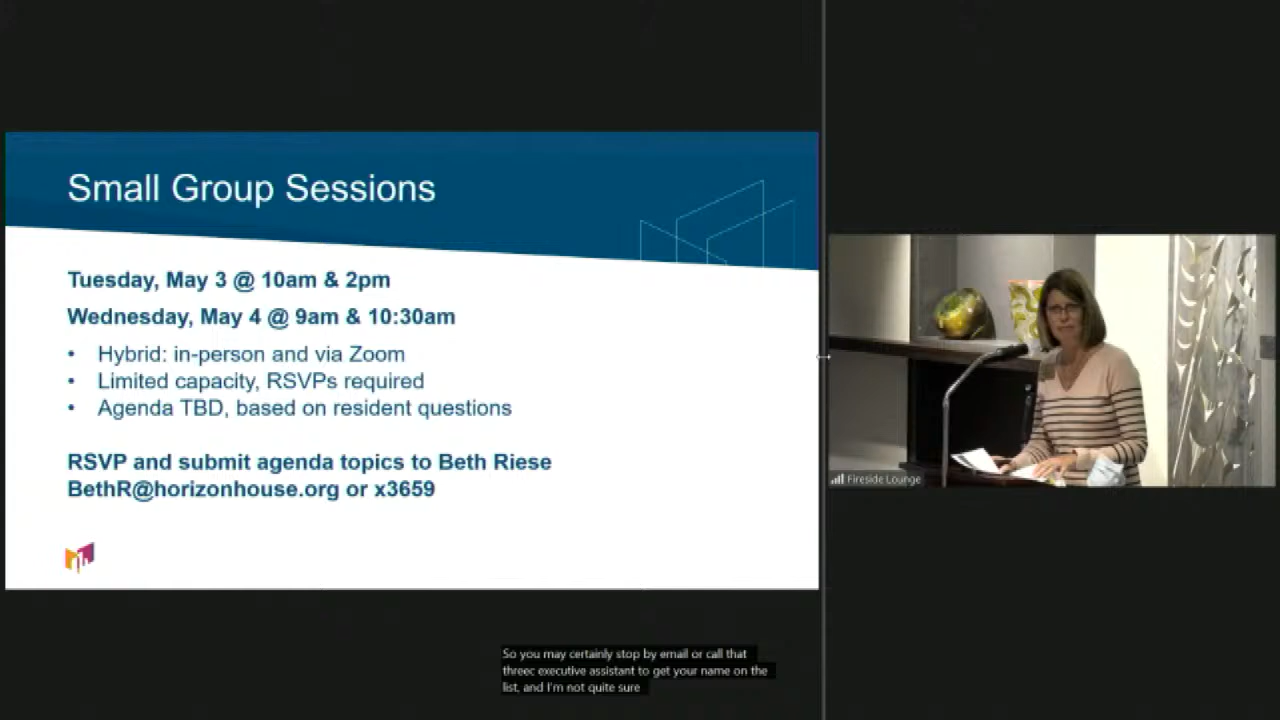 Small Group Sessions
Tuesday, May 3 @ 10am & 2pm
Wednesday, May 4 @ 9am & 10:30am
• Hybrid: in-person and via Zoom
• Limited capacity, RSVPs required
• Agenda TBD, based on resident questions
RSVP and submit agenda topics to Beth Riese
BethR@horizonhouse.org or x3659
Fireside Lounge
So you may certainly stop by email or call that
threec executive assistant to get your name on the
list, and I'm not quite sure